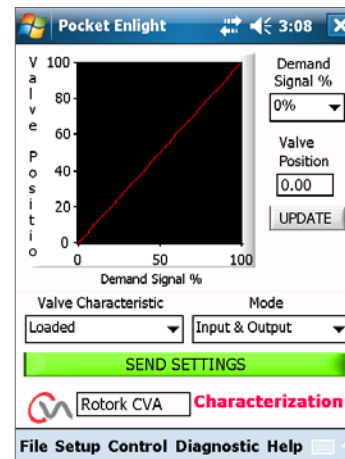 Pocket Enlight 3:08
Valve Positio
100
80
60
40
20
0
0 50 100
Demand Signal %
Demand
Signal %
0%
Valve
Position
0.00
UPDATE
Valve Characteristic Mode
Loaded Input & Output
SEND SETTINGS
Rotork CVA Characterization
File Setup Control Diagnostic Help